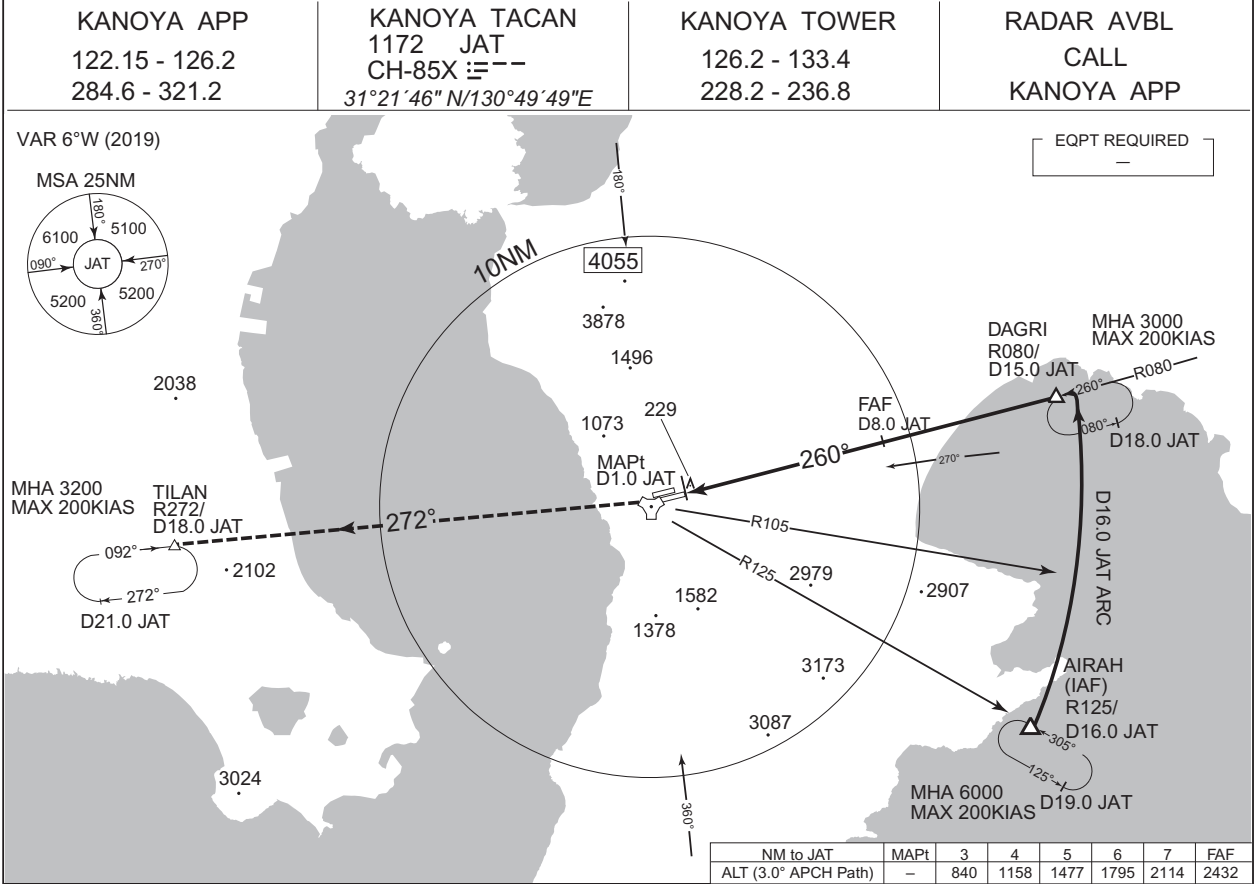 KANOYA APP
122.15 - 126.2
284.6 - 321.2
KANOYA TACAN
1172 JAT
CH-85X
31°21´46" N/130°49´49"E
KANOYA TOWER
126.2 - 133.4
228.2 - 236.8
RADAR AVBL
CALL
KANOYA APP
VAR 6°W (2019)
EQPT REQUIRED
–
MSA 25NM
180°
6100
5100
090°
JAT
270°
5200
5200
360°
180°
10NM
4055
3878
1496
2038
1073
229
DAGRI
R080/
D15.0 JAT
MHA 3000
MAX 200KIAS
R080
260°
080°
D18.0 JAT
FAF
D8.0 JAT
260°
270°
MAPt
D1.0 JAT
A
MHA 3200
MAX 200KIAS
TILAN
R272/
D18.0 JAT
272°
092°
272°
D21.0 JAT
2102
R105
R125
2979
2907
1582
1378
D16.0 JAT ARC
3173
3087
AIRAH
(IAF)
R125/
D16.0 JAT
305°
125°
D19.0 JAT
MHA 6000
MAX 200KIAS
3024
360°
NM to JAT MAPt 3 4 5 6 7 FAF
ALT (3.0° APCH Path) – 840 1158 1477 1795 2114 2432